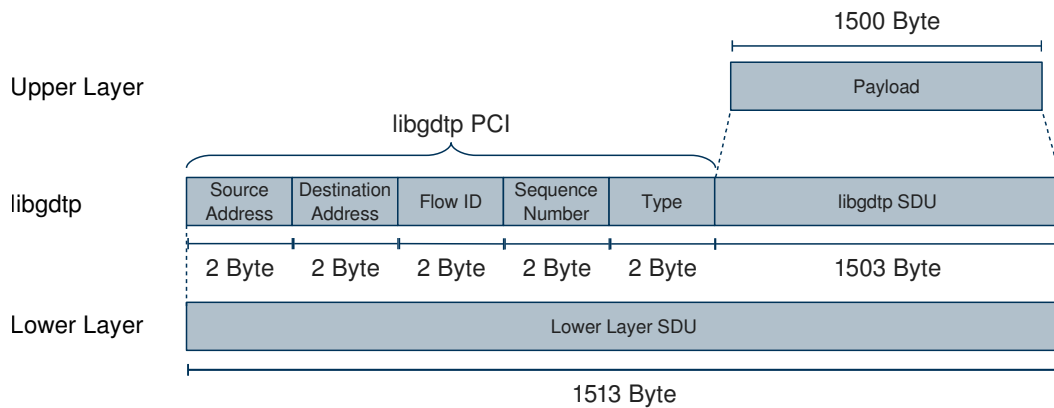 1500 Byte
Upper Layer
Payload
libgdtp PCI
libgdtp
Source
Address
Destination
Address
Flow ID
Sequence
Number
Type
libgdtp SDU
2 Byte
2 Byte
2 Byte
2 Byte
2 Byte
1503 Byte
Lower Layer
Lower Layer SDU
1513 Byte